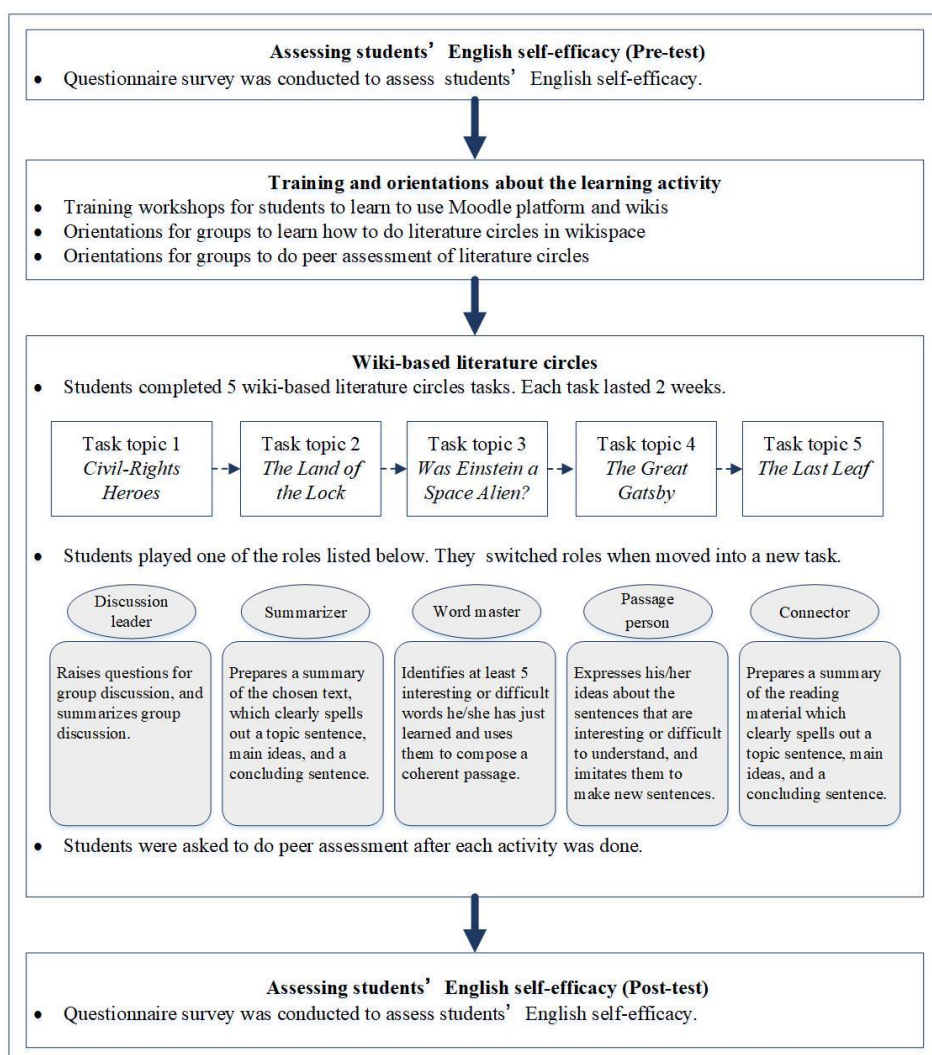 Assessing students’ English self-efficacy (Pre-test)
• Questionnaire survey was conducted to assess students’ English self-efficacy.
Training and orientations about the learning activity
• Training workshops for students to learn to use Moodle platform and wikis
• Orientations for groups to learn how to do literature circles in wikispace
• Orientations for groups to do peer assessment of literature circles
Wiki-based literature circles
• Students completed 5 wiki-based literature circles tasks. Each task lasted 2 weeks.
Task topic 1
Civil-Rights
Heroes
Task topic 2
The Land of
the Lock
Task topic 3
Was Einstein a
Space Alien?
Task topic 4
The Great
Gatsby
Task topic 5
The Last Leaf
• Students played one of the roles listed below. They switched roles when moved into a new task.
Discussion
leader
Raises questions for
group discussion, and
summarizes group
discussion.
Summarizer
Prepares a summary
of the chosen text,
which clearly spells
out a topic sentence,
main ideas, and a
concluding sentence.
Word master
Identifies at least 5
interesting or difficult
words he/she has just
learned and uses
them to compose a
coherent passage.
Passage
person
Expresses his/her
ideas about the
sentences that are
interesting or difficult
to understand, and
imitates them to
make new sentences.
Connector
Prepares a summary
of the reading
material which
clearly spells out a
topic sentence, main
ideas, and a
concluding sentence.
• Students were asked to do peer assessment after each activity was done.
Assessing students’ English self-efficacy (Post-test)
• Questionnaire survey was conducted to assess students’ English self-efficacy.